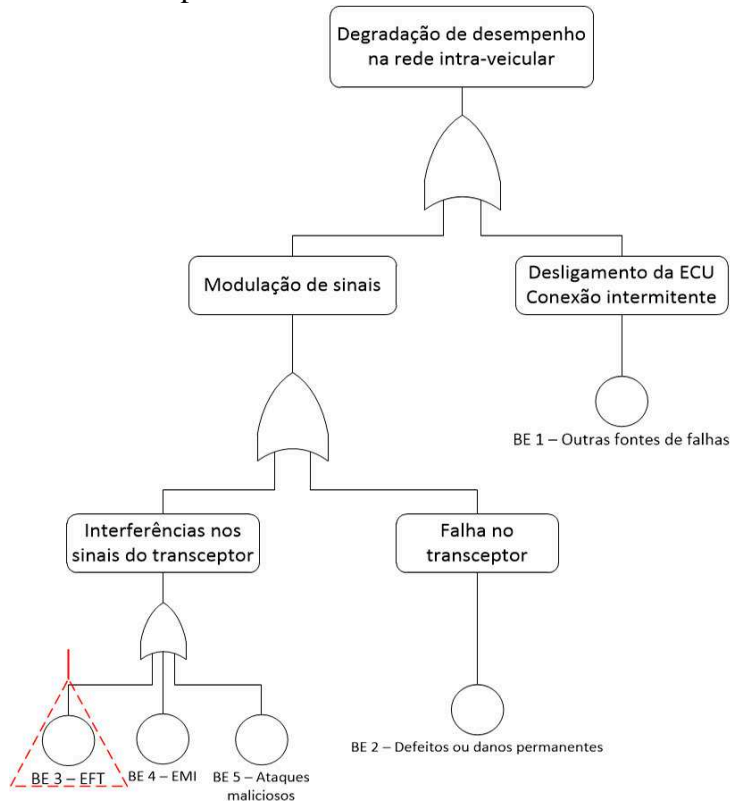 Degradação de desempenho
na rede intra-veicular
Modulação de sinais
Desligamento da ECU
Conexão intermitente
BE 1 – Outras fontes de falhas
Interferências nos
sinais do transceptor
Falha no
transceptor
BE 2 – Defeitos ou danos permanentes
BE 3 – EFT
BE 4 – EMI
BE 5 – Ataques
maliciosos